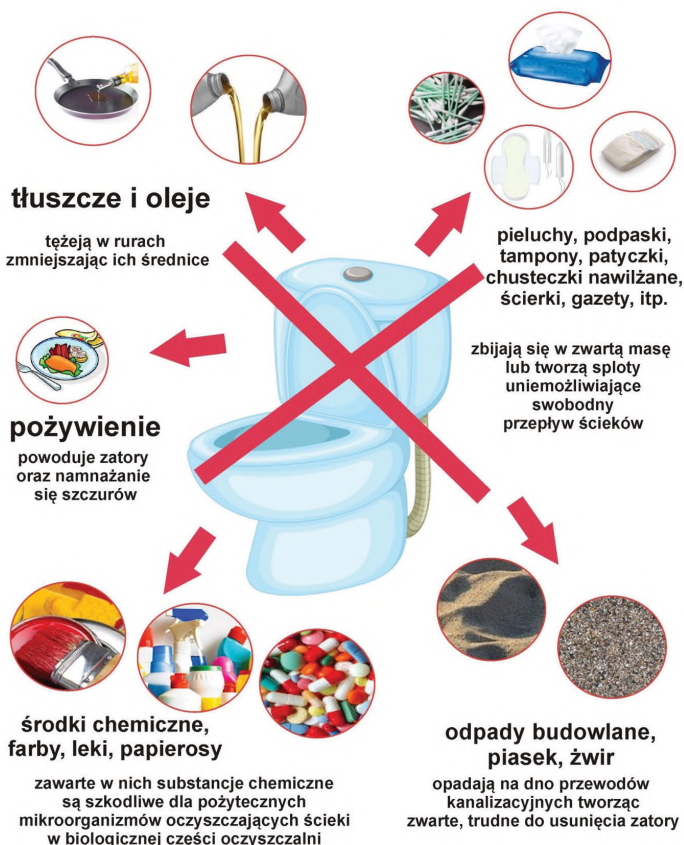 tłuszcze i oleje
tężeją w rurach
zmniejszając ich średnice
pieluchy, podpaski,
tampony, patyczki,
chusteczki nawilżane,
ścierki, gazety, itp.
zbijają się w zwartą masę
lub tworzą sploty
uniemożliwiające
swobodny
przepływ ścieków
pożywienie
powoduje zatory
oraz namnażanie
się szczurów
środki chemiczne,
farby, leki, papierosy
zawarte w nich substancje chemiczne
są szkodliwe dla pożytecznych
mikroorganizmów oczyszczających ścieki
w biologicznej części oczyszczalni
odpady budowlane,
piasek, żwir
opadają na dno przewodów
kanalizacyjnych tworząc
zwarte, trudne do usunięcia zatory